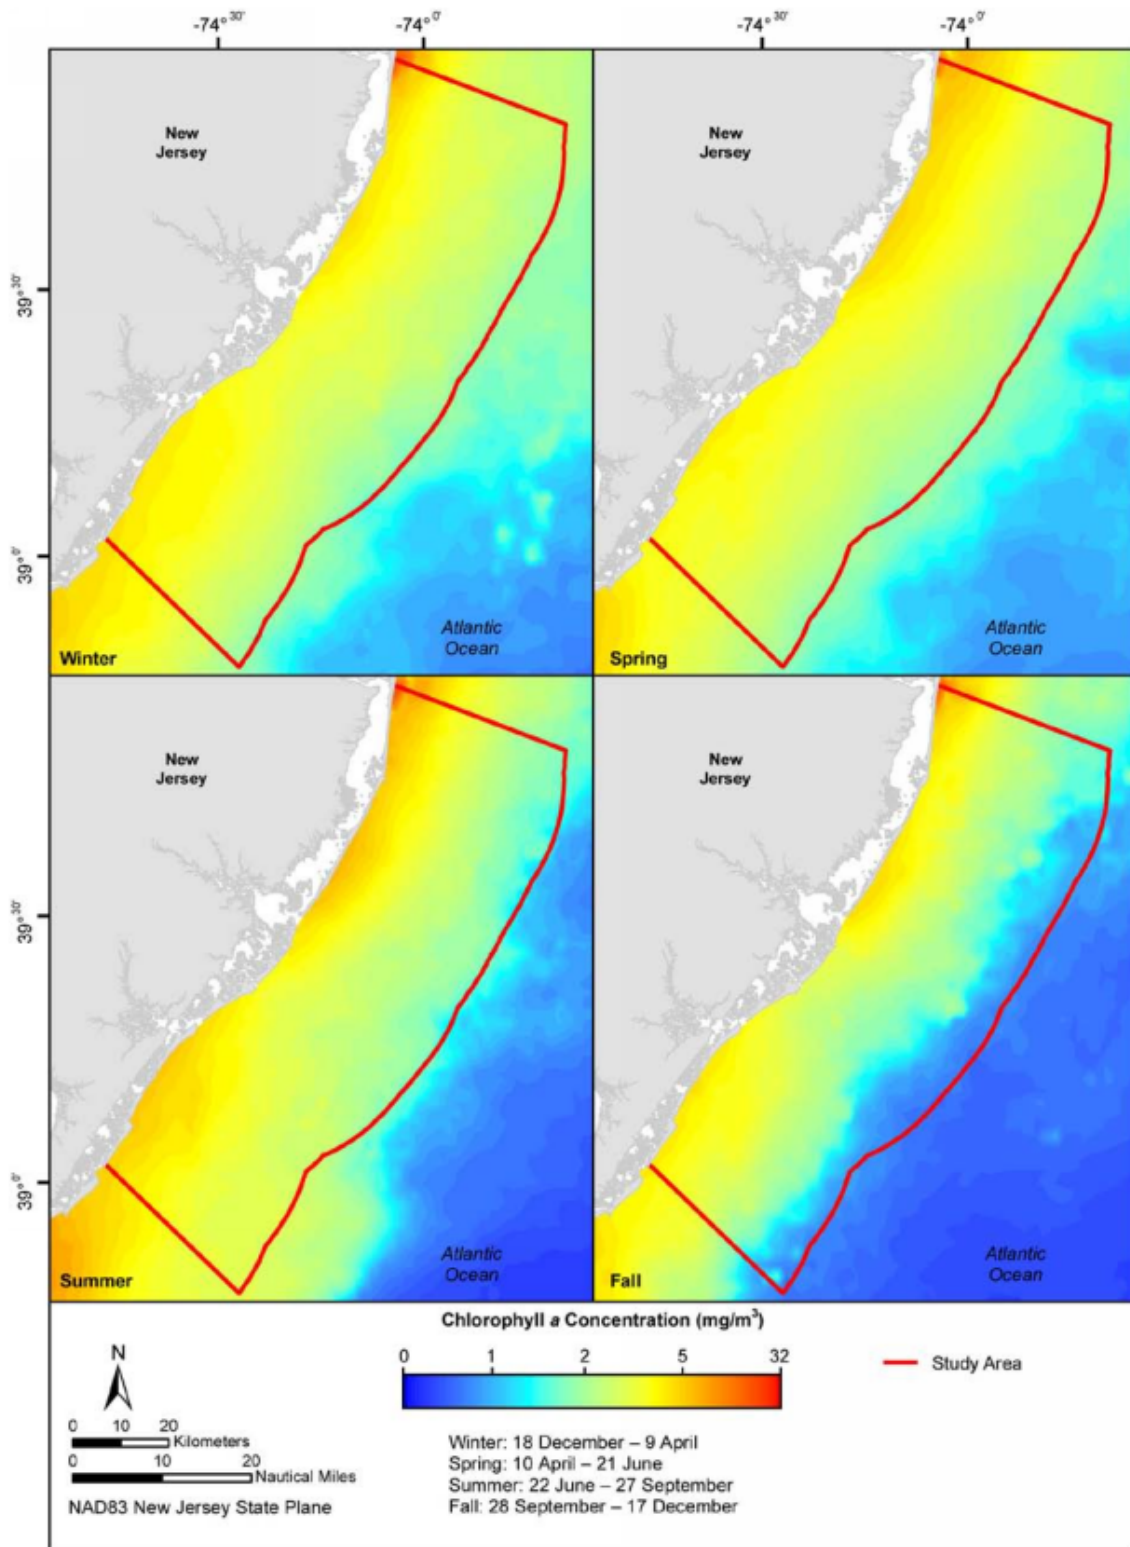 -74° 30'
-74° 0'
-74° 30'
-74° 0'
39° 30'
39° 0'
New
Jersey
Atlantic
Ocean
Winter
New
Jersey
Atlantic
Ocean
Spring
39° 30'
39° 0'
New
Jersey
Atlantic
Ocean
Summer
New
Jersey
Atlantic
Ocean
Fall
Chlorophyll a Concentration (mg/m³)
0 1 2 5 32
Study Area
N
0 10 20
Kilometers
0 10 20
Nautical Miles
NAD83 New Jersey State Plane
Winter: 18 December – 9 April
Spring: 10 April – 21 June
Summer: 22 June – 27 September
Fall: 28 September – 17 December